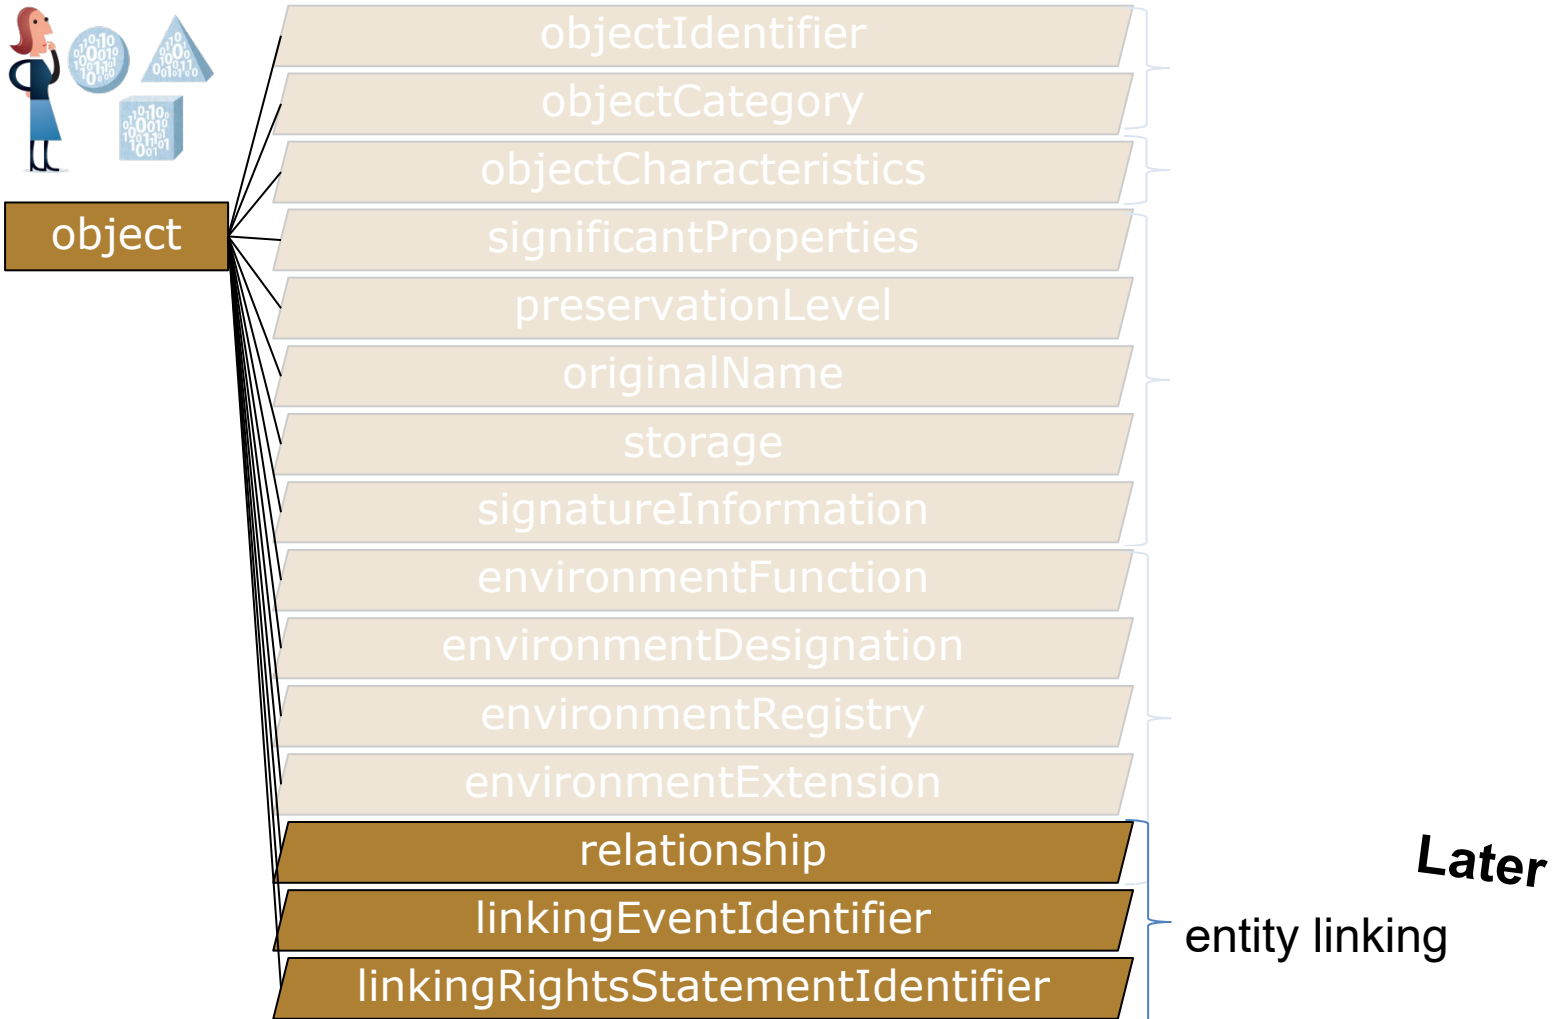 object
objectIdentifier
objectCategory
objectCharacteristics
significantProperties
preservationLevel
originalName
storage
signatureInformation
environmentFunction
environmentDesignation
environmentRegistry
environmentExtension
relationship
linkingEventIdentifier
linkingRightsStatementIdentifier
Later
entity linking